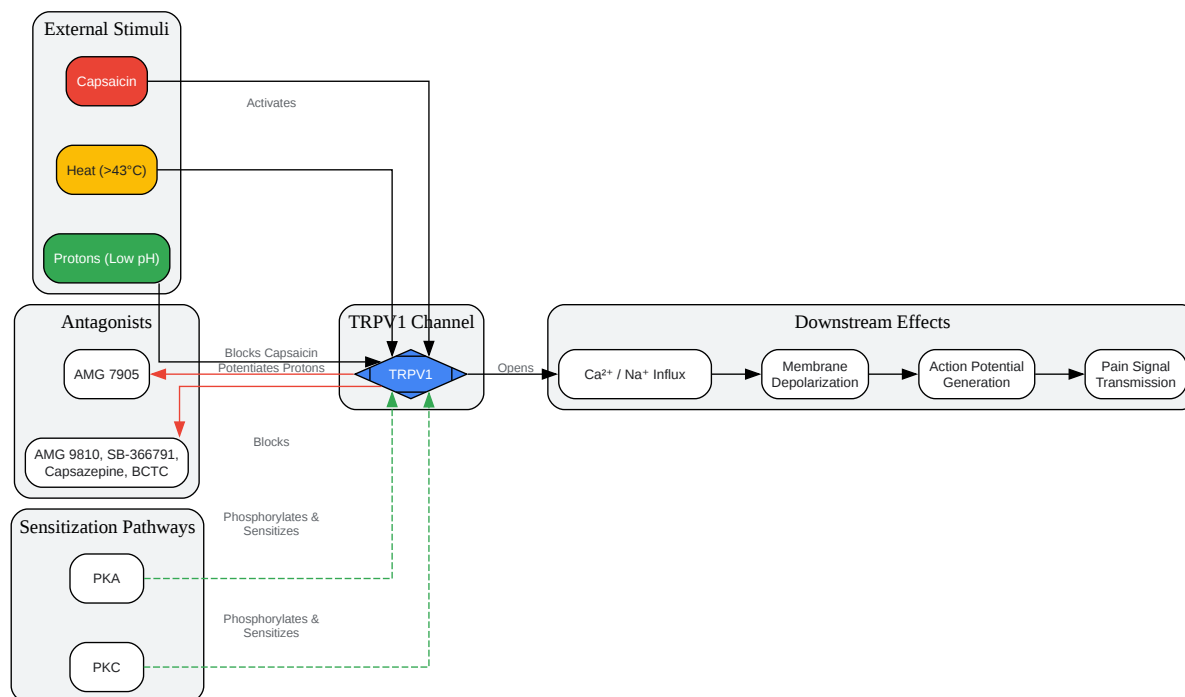 External Stimuli
Capsaicin
Activates
Heat (>43°C)
Protons (Low pH)
Antagonists
AMG 7905
AMG 9810, SB-366791,
Capsazepine, BCTC
Blocks Capsaicin
Potentiates Protons
Blocks
TRPV1 Channel
TRPV1
Opens
Downstream Effects
Ca²⁺ / Na⁺ Influx
Membrane
Depolarization
Action Potential
Generation
Pain Signal
Transmission
Sensitization Pathways
Phosphorylates &
Sensitizes
PKA
Phosphorylates &
Sensitizes
PKC